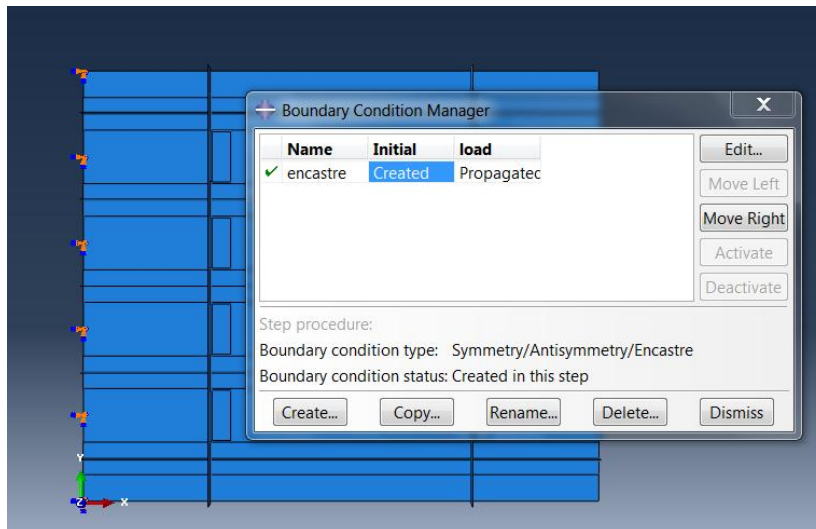 Boundary Condition Manager X
Name Initial load
encastre Created Propagated
Edit...
Move Left
Move Right
Activate
Deactivate
Step procedure:
Boundary condition type: Symmetry/Antisymmetry/Encastre
Boundary condition status: Created in this step
Create... Copy... Rename... Delete... Dismiss
Y
Z X